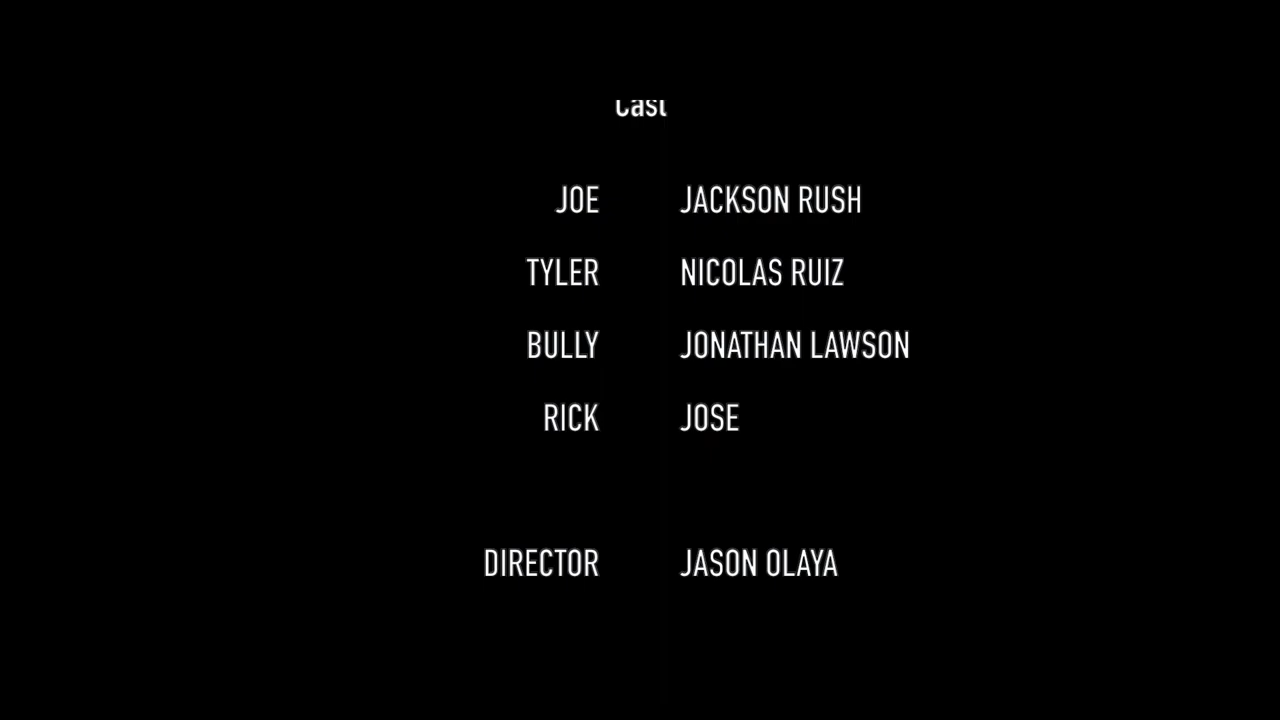 Cast
JOE JACKSON RUSH
TYLER NICOLAS RUIZ
BULLY JONATHAN LAWSON
RICK JOSE
DIRECTOR JASON OLAYA